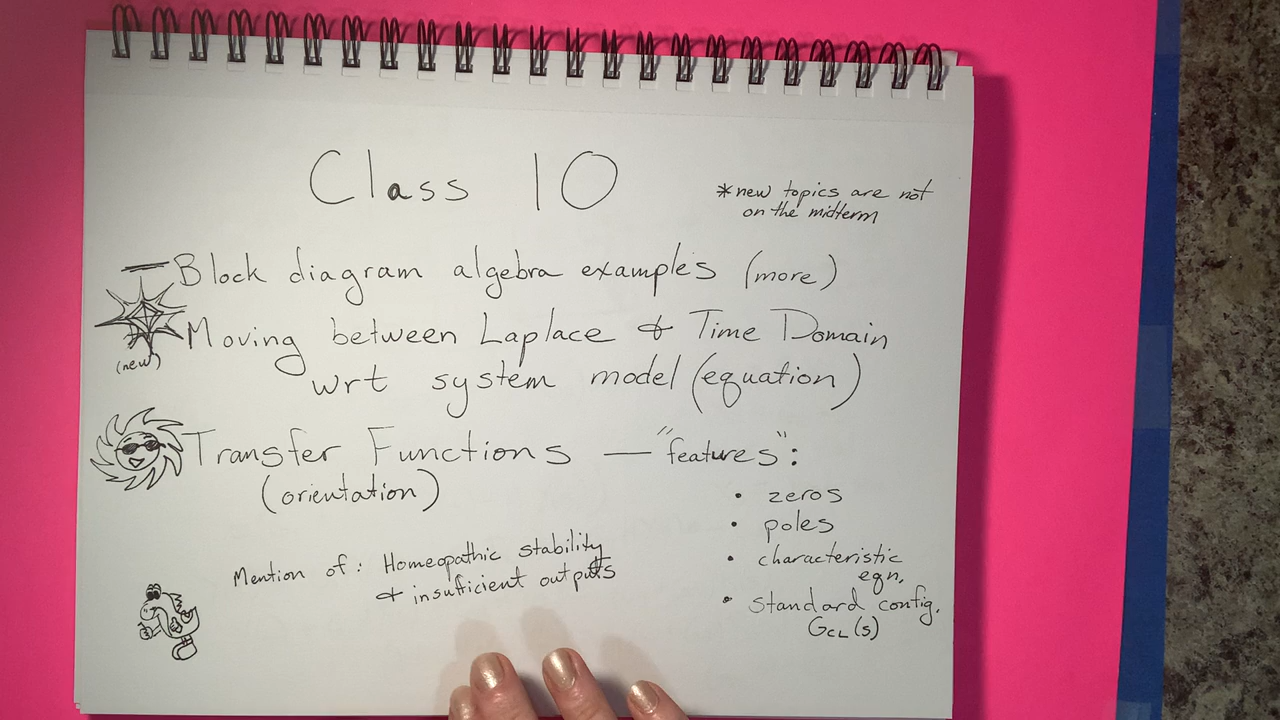 Class 10
*new topics are not
on the midterm
— Block diagram algebra examples (more)
(new)
Moving between Laplace & Time Domain
wrt system model (equation)
Transfer Functions — "features":
(orientation)
• zeros
• poles
• characteristic
eqn.
• standard config.
GCL(s)
Mention of: Homeopathic stability
& insufficient outputs